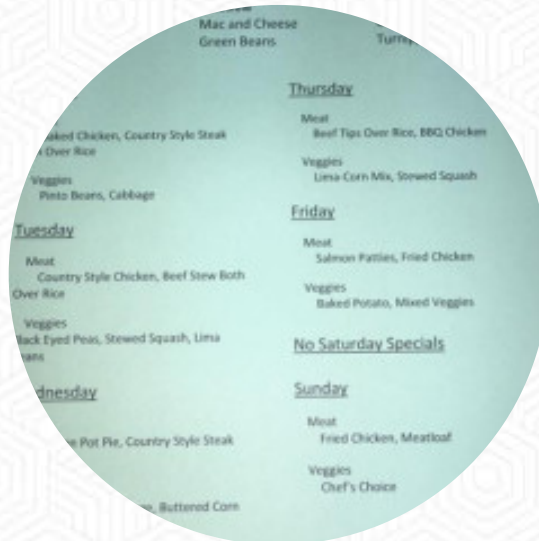 Mac and Cheese
Green Beans
Chicken, Country Style Steak
Over Rice
Veggies
Pinto Beans, Cabbage
Tuesday
Meat
Country Style Chicken, Beef Stew Both
Over Rice
Veggies
Eyed Peas, Stewed Squash, Lima
Pot Pie, Country Style Steak
Buttered Corn
Thursday
Meat
Beef Tips Over Rice, BBQ Chicken
Veggies
Lima Corn Mix, Stewed Squash
Friday
Meat
Salmon Patties, Fried Chicken
Veggies
Baked Potato, Mixed Veggies
No Saturday Specials
Sunday
Meat
Fried Chicken, Meatloaf
Veggies
Chef's Choice